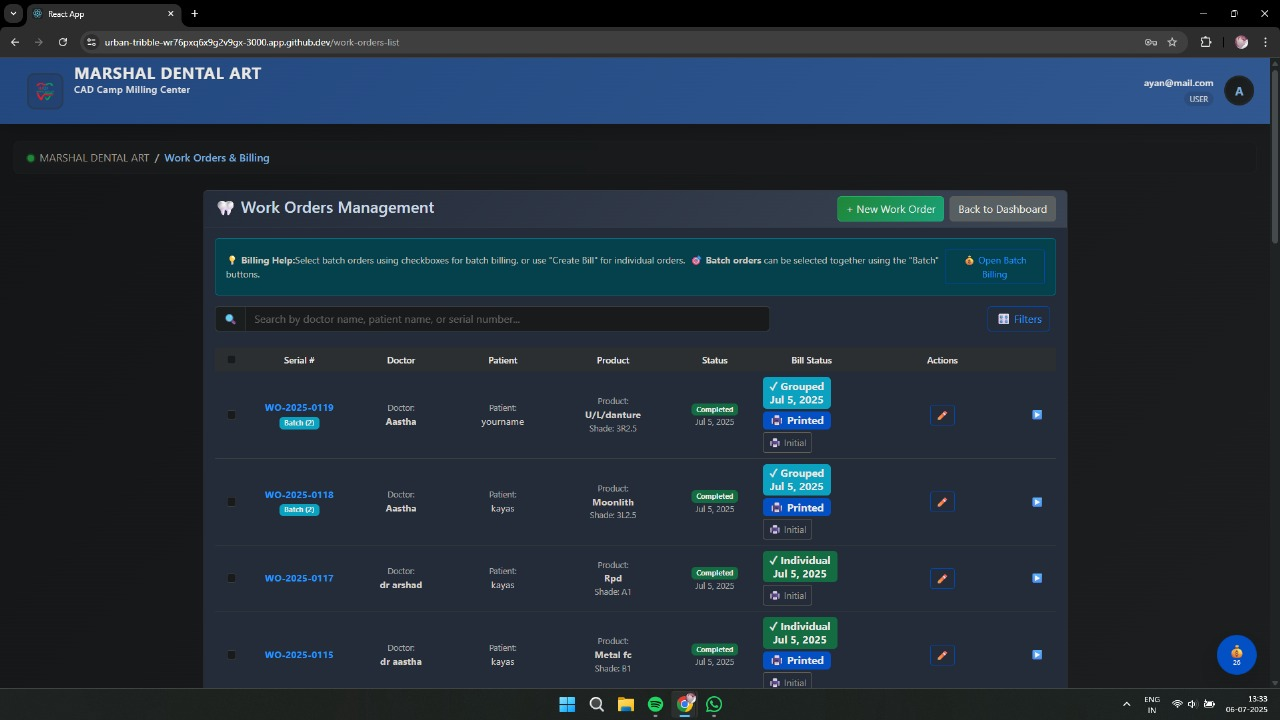 React App
urban-tribble-wr76pxq6x9g2v9gx-3000.app.github.dev/work-orders-list
MARSHAL DENTAL ART
CAD Camp Milling Center
ayan@mail.com
USER
A
MARSHAL DENTAL ART / Work Orders & Billing
Work Orders Management
+ New Work Order
Back to Dashboard
Billing Help:Select batch orders using checkboxes for batch billing, or use "Create Bill" for individual orders. Batch orders can be selected together using the "Batch"
buttons.
Open Batch
Billing
Search by doctor name, patient name, or serial number...
Filters
Serial # Doctor Patient Product Status Bill Status Actions
WO-2025-0119
Batch (2)
Doctor:
Aastha
Patient:
yourname
Product:
U/L/danture
Shade: 3R2.5
Completed
Jul 5, 2025
✓ Grouped
Jul 5, 2025
Printed
Initial
WO-2025-0118
Batch (2)
Doctor:
Aastha
Patient:
kayas
Product:
Moonlith
Shade: 3L2.5
Completed
Jul 5, 2025
✓ Grouped
Jul 5, 2025
Printed
Initial
WO-2025-0117
Doctor:
dr arshad
Patient:
kayas
Product:
Rpd
Shade: A1
Completed
Jul 5, 2025
✓ Individual
Jul 5, 2025
Initial
WO-2025-0115
Doctor:
dr aastha
Patient:
kayas
Product:
Metal fc
Shade: B1
Completed
Jul 5, 2025
✓ Individual
Jul 5, 2025
Printed
Initial
26
ENG
IN
13:33
06-07-2025